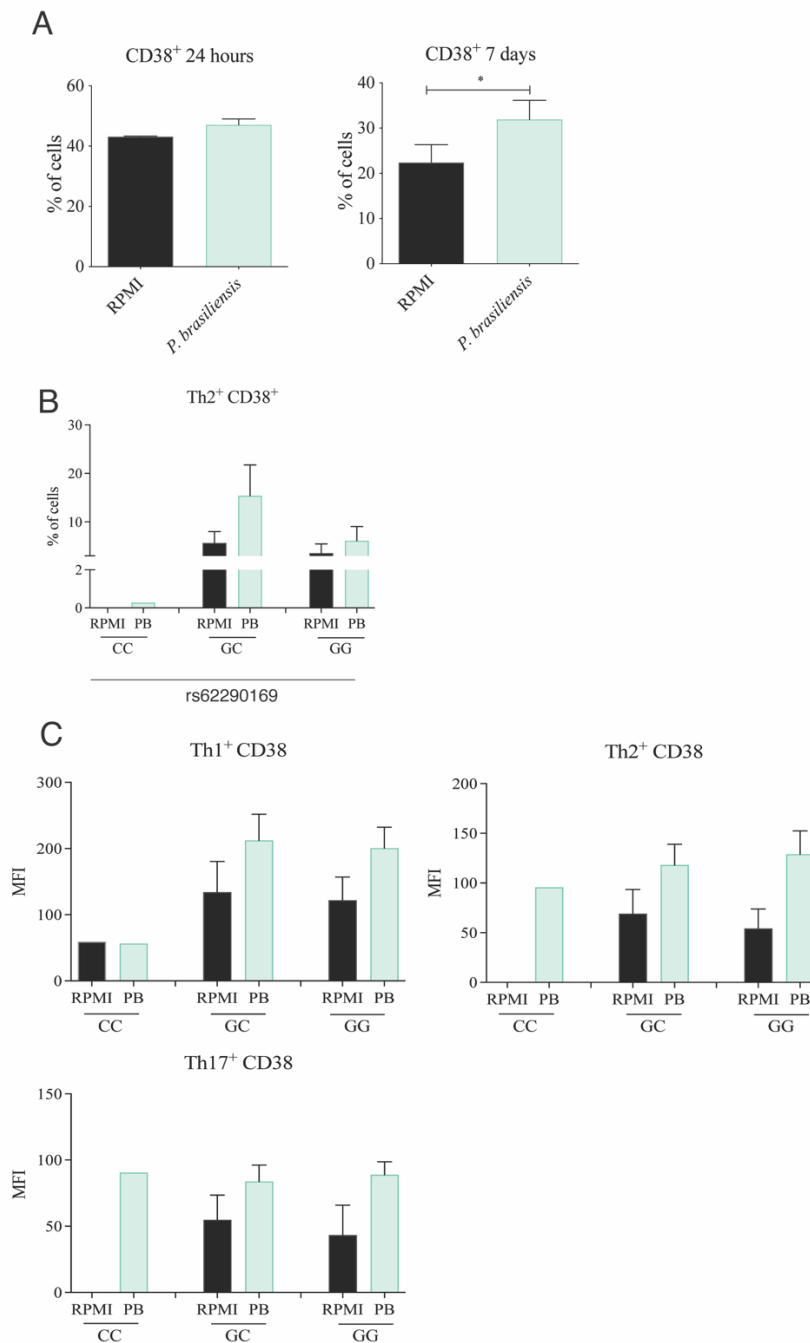 A
CD38+ 24 hours
% of cells
60
40
20
0
RPMI
P. brasiliensis
CD38+ 7 days
*
% of cells
40
30
20
10
0
RPMI
P. brasiliensis
B
Th2+ CD38+
% of cells
30
20
10
2
0
RPMI PB RPMI PB RPMI PB
CC GC GG
rs62290169
C
Th1+ CD38
MFI
300
200
100
0
RPMI PB RPMI PB RPMI PB
CC GC GG
Th2+ CD38
MFI
200
150
100
50
0
RPMI PB RPMI PB RPMI PB
CC GC GG
Th17+ CD38
MFI
150
100
50
0
RPMI PB RPMI PB RPMI PB
CC GC GG